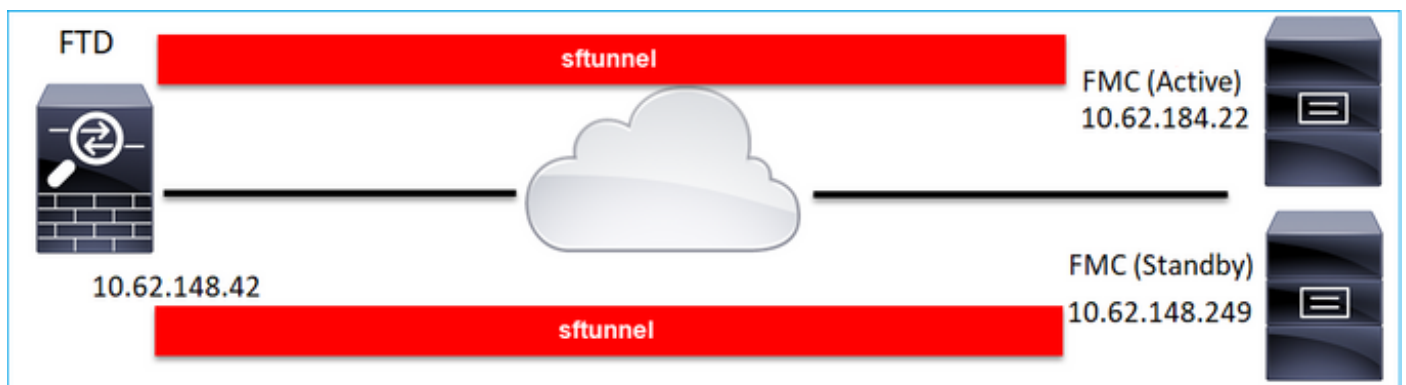 FTD
sftunnel
FMC (Active)
10.62.184.22
10.62.148.42
FMC (Standby)
10.62.148.249
sftunnel